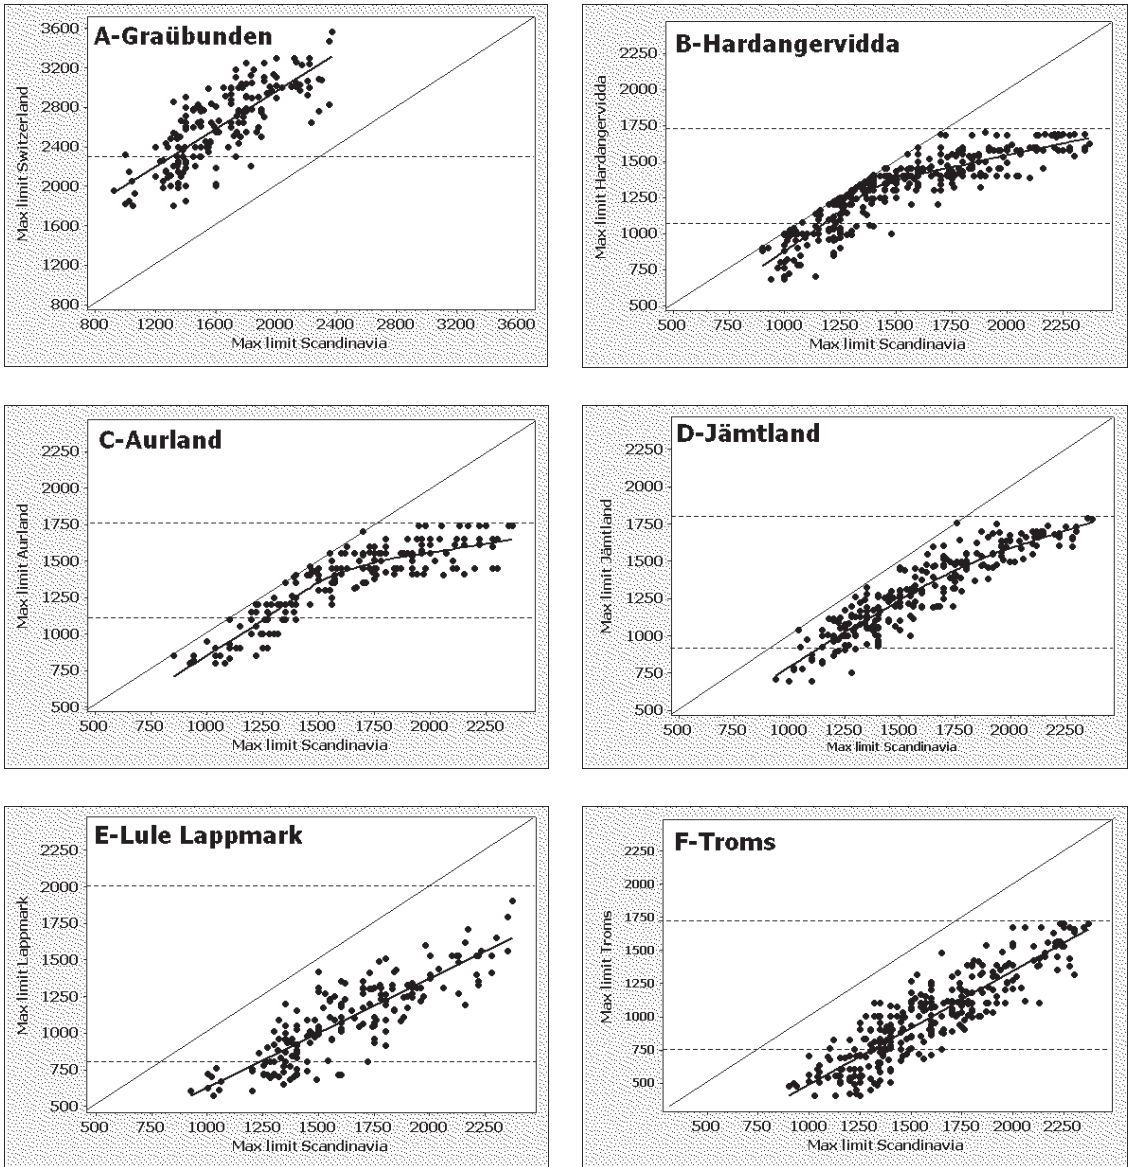 A-Graübunden
3600
3200
2800
2400
2000
1600
1200
800
Max limit Switzerland
800 1200 1600 2000 2400 2800 3200 3600
Max limit Scandinavia
B-Hardangervidda
2250
2000
1750
1500
1250
1000
750
500
Max limit Hardangervidda
500 750 1000 1250 1500 1750 2000 2250
Max limit Scandinavia
C-Aurland
2250
2000
1750
1500
1250
1000
750
500
Max limit Aurland
500 750 1000 1250 1500 1750 2000 2250
Max limit Scandinavia
D-Jämtland
2250
2000
1750
1500
1250
1000
750
500
Max limit Jämtland
500 750 1000 1250 1500 1750 2000 2250
Max limit Scandinavia
E-Lule Lappmark
2250
2000
1750
1500
1250
1000
750
500
Max limit Lappmark
500 750 1000 1250 1500 1750 2000 2250
Max limit Scandinavia
F-Troms
2250
2000
1750
1500
1250
1000
750
500
Max limit Troms
500 750 1000 1250 1500 1750 2000 2250
Max limit Scandinavia